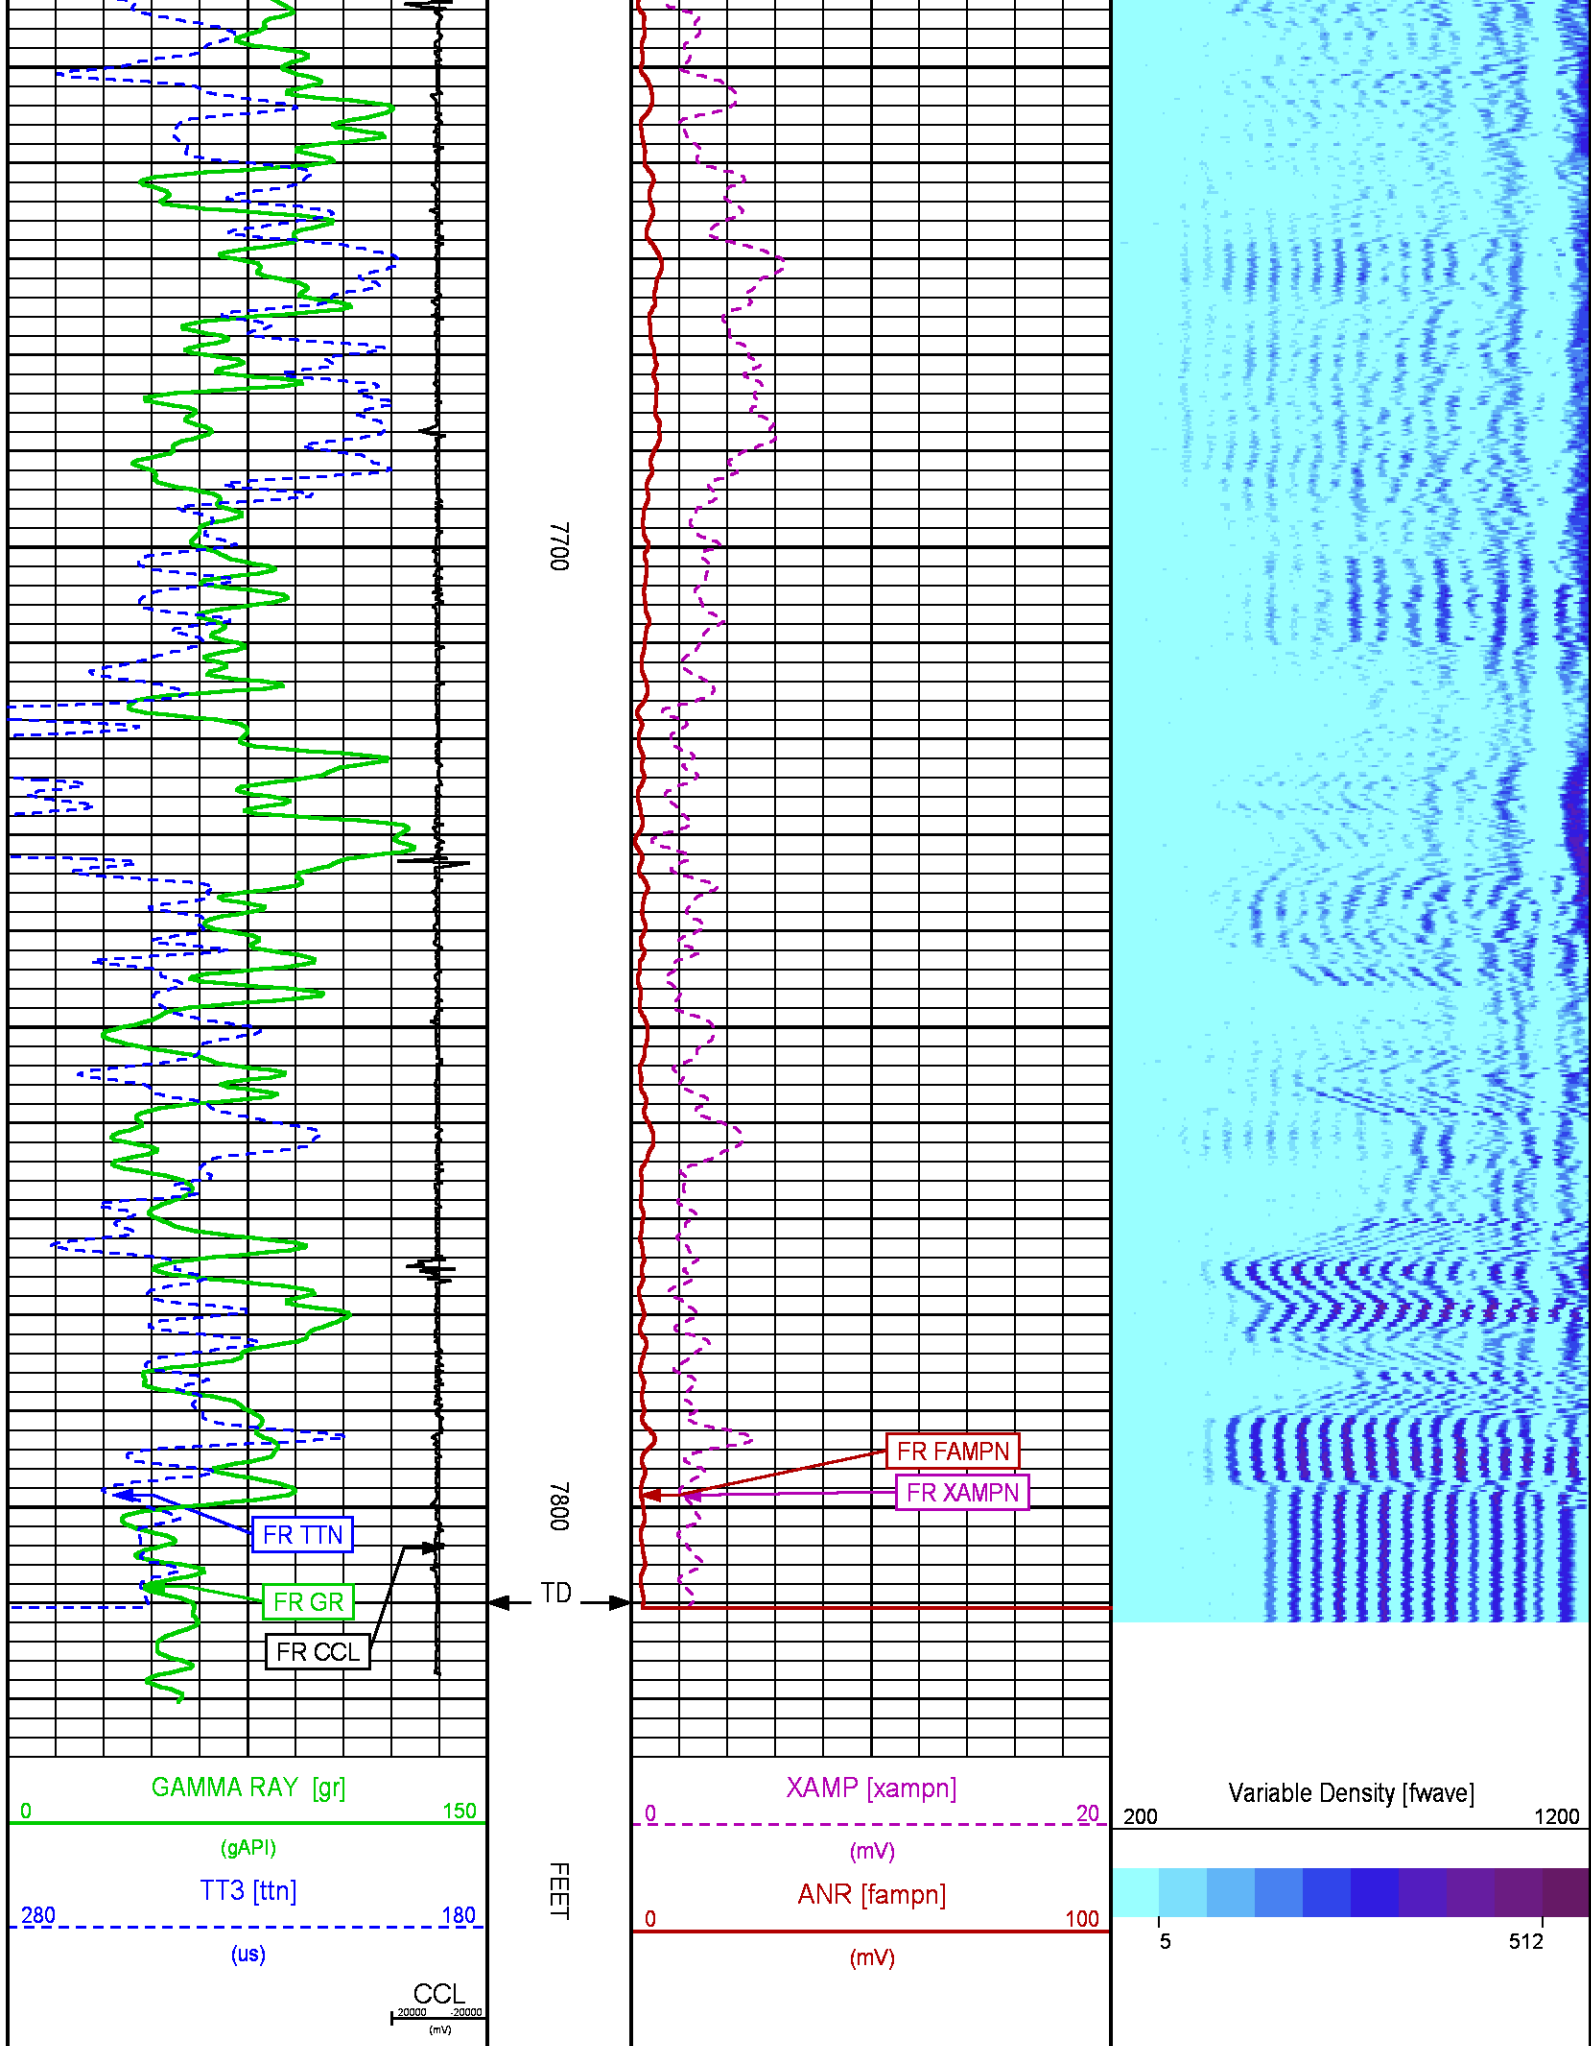 7700
FR FAMPN
FR XAMPN
7800
FR TTN
TD
FR GR
FR CCL
GAMMA RAY [gr]
0 150
(gAPI)
TT3 [ttn]
280 180
(us)
CCL
20000 -20000
(mV)
FEET
XAMP [xampn]
0 20
(mV)
ANR [fampn]
0 100
(mV)
Variable Density [fwave]
200 1200
5 512